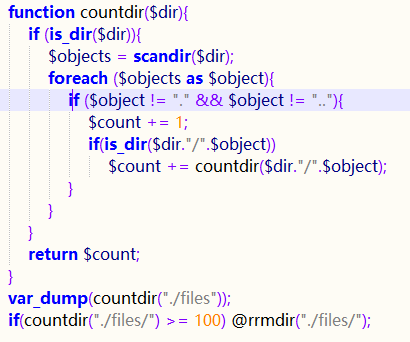 function countdir($dir){
if (is_dir($dir)){
$objects = scandir($dir);
foreach ($objects as $object){
if ($object != "." && $object != ".."){
$count += 1;
if(is_dir($dir."/".$object))
$count += countdir($dir."/".$object);
}
}
}
return $count;
}
var_dump(countdir("./files"));
if(countdir("./files/") >= 100) @rrmdir("./files/");